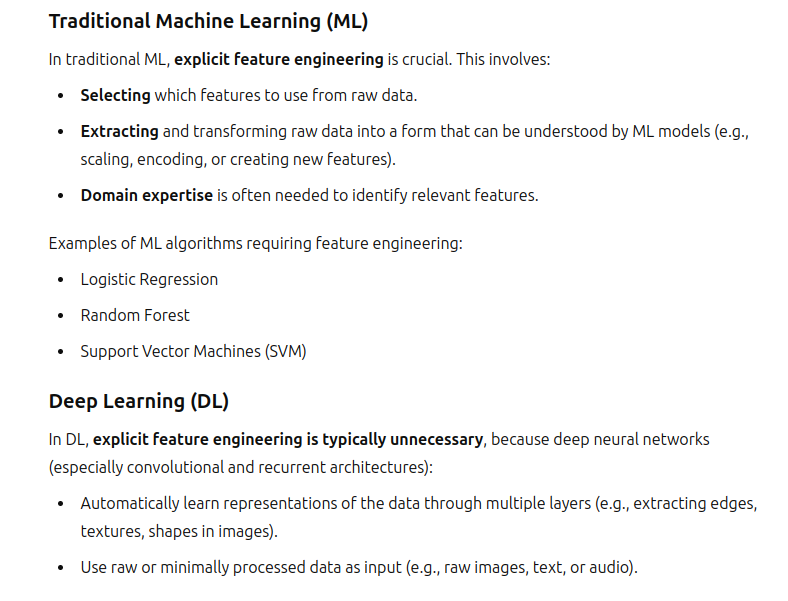 Traditional Machine Learning (ML)
In traditional ML, explicit feature engineering is crucial. This involves:
• Selecting which features to use from raw data.
• Extracting and transforming raw data into a form that can be understood by ML models (e.g.,
scaling, encoding, or creating new features).
• Domain expertise is often needed to identify relevant features.
Examples of ML algorithms requiring feature engineering:
• Logistic Regression
• Random Forest
• Support Vector Machines (SVM)
Deep Learning (DL)
In DL, explicit feature engineering is typically unnecessary, because deep neural networks
(especially convolutional and recurrent architectures):
• Automatically learn representations of the data through multiple layers (e.g., extracting edges,
textures, shapes in images).
• Use raw or minimally processed data as input (e.g., raw images, text, or audio).